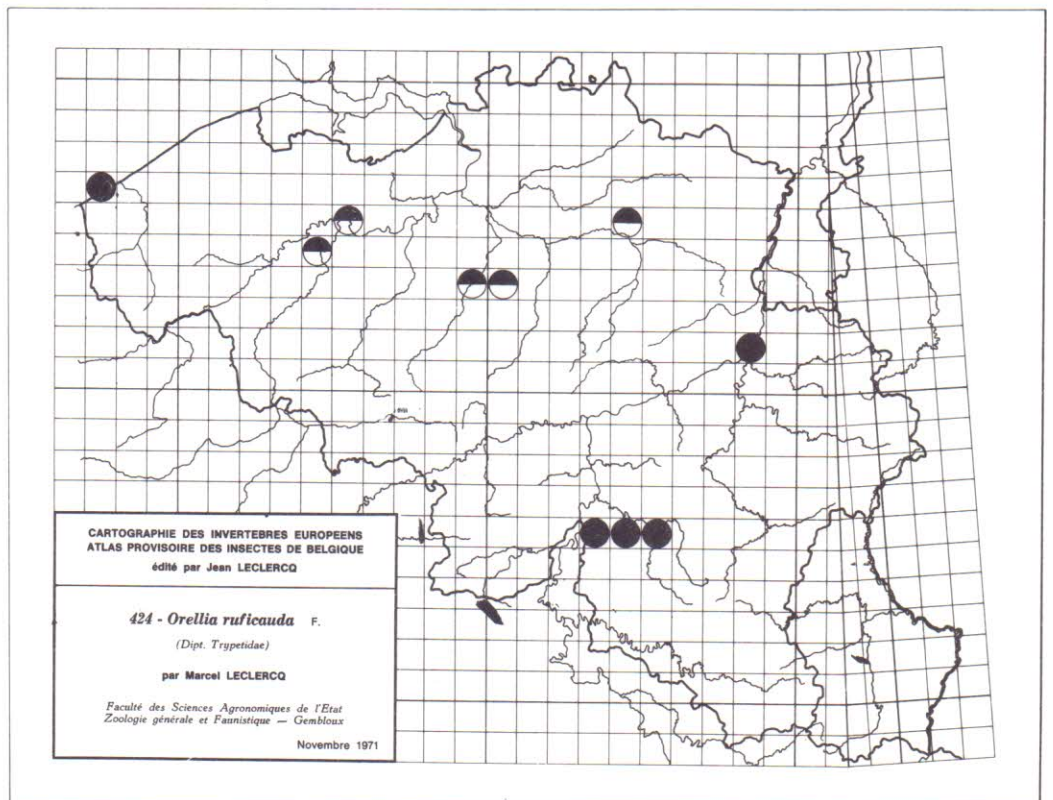 CARTOGRAPHIE DES INVERTEBRES EUROPEENS
ATLAS PROVISOIRE DES INSECTES DE BELGIQUE
édité par Jean LECLERCQ
424 - Orellia ruficauda F.
(Dipt. Trypetidae)
par Marcel LECLERCQ
Faculté des Sciences Agronomiques de l'Etat
Zoologie générale et Faunistique — Gembloux
Novembre 1971